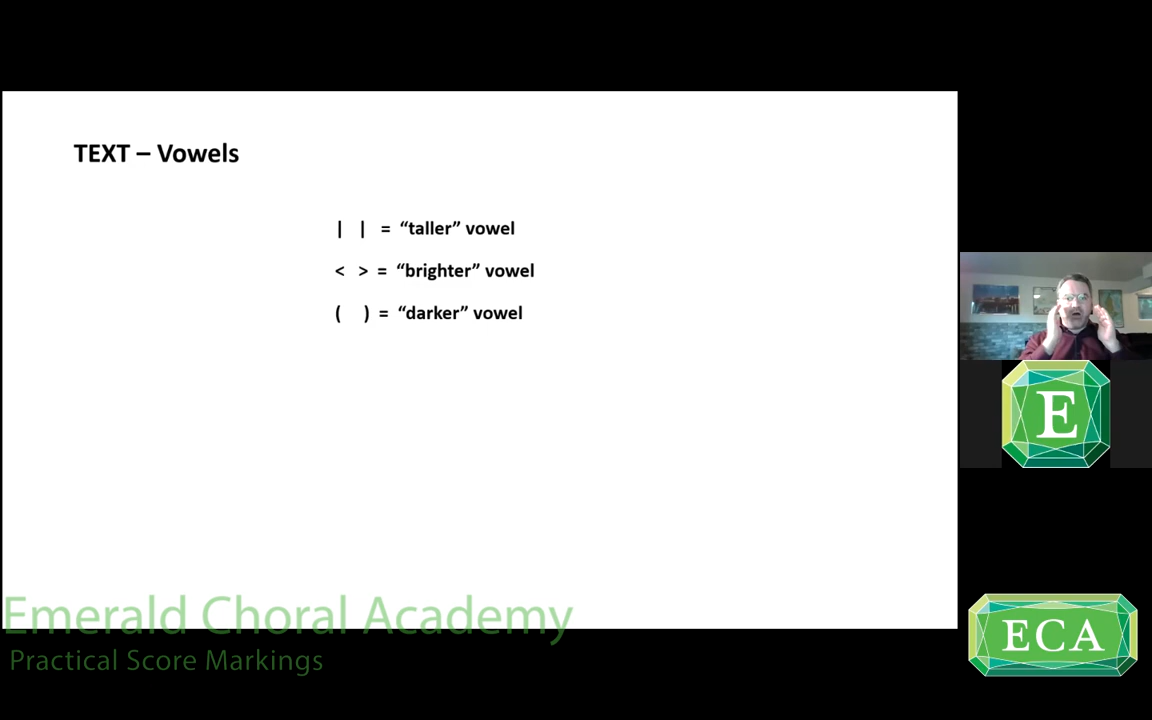 TEXT – Vowels
| | = “taller” vowel
< > = “brighter” vowel
( ) = “darker” vowel
E
Emerald Choral Academy
Practical Score Markings
ECA